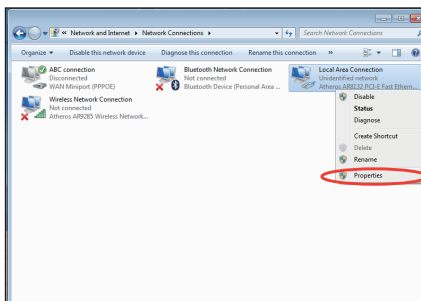 « Network and Internet ▸ Network Connections ▸
Search Network Connections
Organize ▾ Disable this network device Diagnose this connection Rename this connection »
ABC connection
Disconnected
WAN Miniport (PPPOE)
Bluetooth Network Connection
Not connected
Bluetooth Device (Personal Area ...
Local Area Connection
Unidentified network
Atheros AR8132 PCI-E Fast Ethern...
Wireless Network Connection
Not connected
Atheros AR9285 Wireless Network...
Disable
Status
Diagnose
Create Shortcut
Delete
Rename
Properties